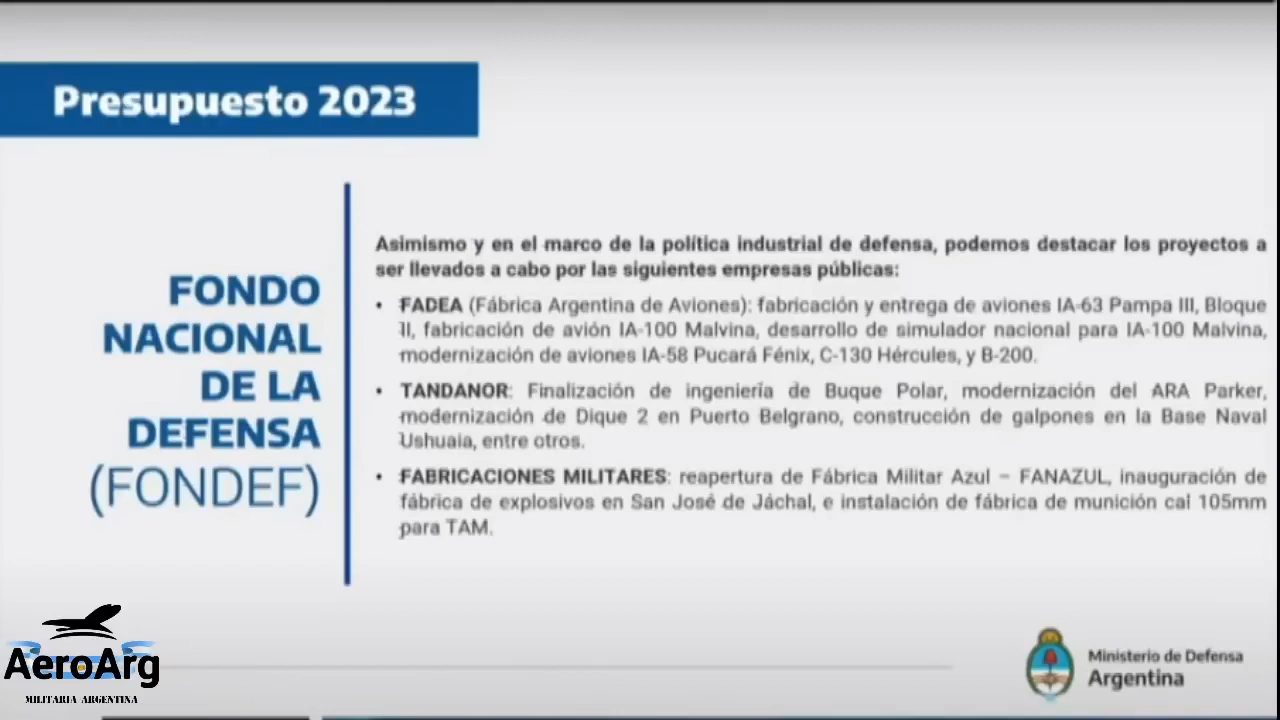 Presupuesto 2023
FONDO
NACIONAL
DE LA
DEFENSA
(FONDEF)
Asimismo y en el marco de la política industrial de defensa, podemos destacar los proyectos a
ser llevados a cabo por las siguientes empresas públicas:
• FADEA (Fábrica Argentina de Aviones): fabricación y entrega de aviones IA-63 Pampa III, Bloque
II, fabricación de avión IA-100 Malvina, desarrollo de simulador nacional para IA-100 Malvina,
modernización de aviones IA-58 Pucará Fénix, C-130 Hércules, y B-200.
• TANDANOR: Finalización de ingeniería de Buque Polar, modernización del ARA Parker,
modernización de Dique 2 en Puerto Belgrano, construcción de galpones en la Base Naval
Ushuaia, entre otros.
• FABRICACIONES MILITARES: reapertura de Fábrica Militar Azul – FANAZUL, inauguración de
fábrica de explosivos en San José de Jáchal, e instalación de fábrica de munición cal 105mm
para TAM.
AeroArg
MILITARIA ARGENTINA
Ministerio de Defensa
Argentina